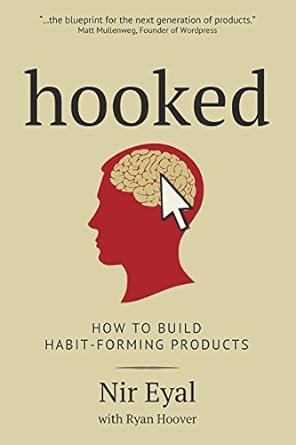 "...the blueprint for the next generation of products."
Matt Mullenweg, Founder of Wordpress
hooked
HOW TO BUILD
HABIT-FORMING PRODUCTS
Nir Eyal
with Ryan Hoover